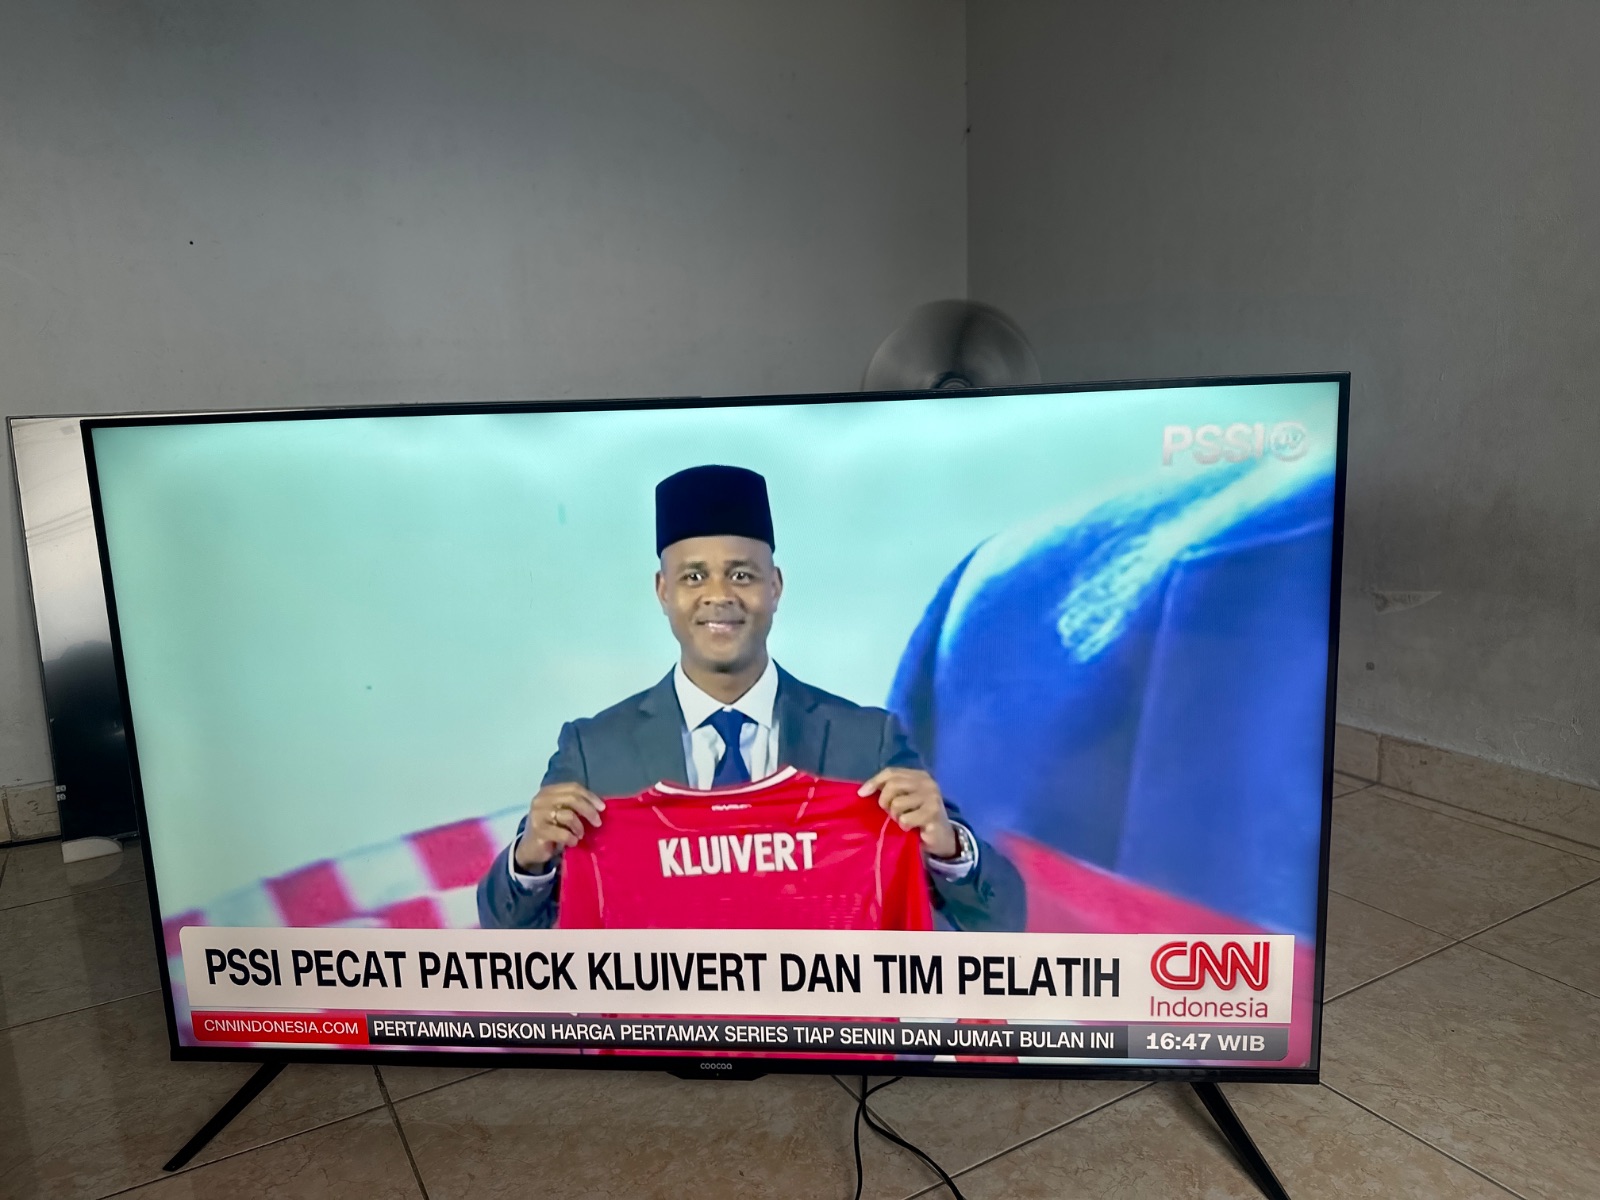 PSSI
KLUIVERT
PSSI PECAT PATRICK KLUIVERT DAN TIM PELATIH
CNN
Indonesia
CNNINDONESIA.COM
PERTAMINA DISKON HARGA PERTAMAX SERIES TIAP SENIN DAN JUMAT BULAN INI
16:47 WIB
coocaa